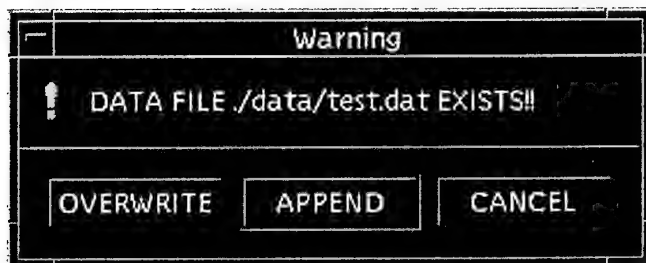 Warning
! DATA FILE ./data/test.dat EXISTS!!
OVERWRITE APPEND CANCEL